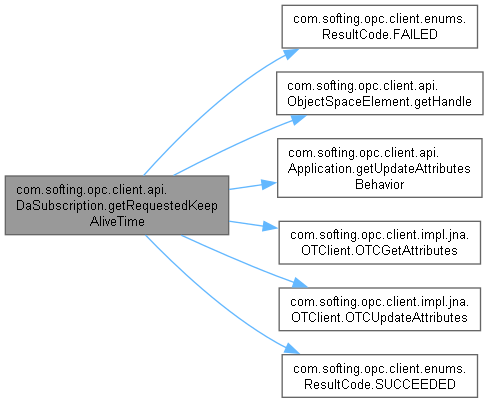 com.softing.opc.client.api.
DaSubscription.getRequestedKeep
AliveTime
com.softing.opc.client.enums.
ResultCode.FAILED
com.softing.opc.client.api.
ObjectSpaceElement.getHandle
com.softing.opc.client.api.
Application.getUpdateAttributes
Behavior
com.softing.opc.client.impl.jna.
OTClient.OTCGetAttributes
com.softing.opc.client.impl.jna.
OTClient.OTCUpdateAttributes
com.softing.opc.client.enums.
ResultCode.SUCCEEDED